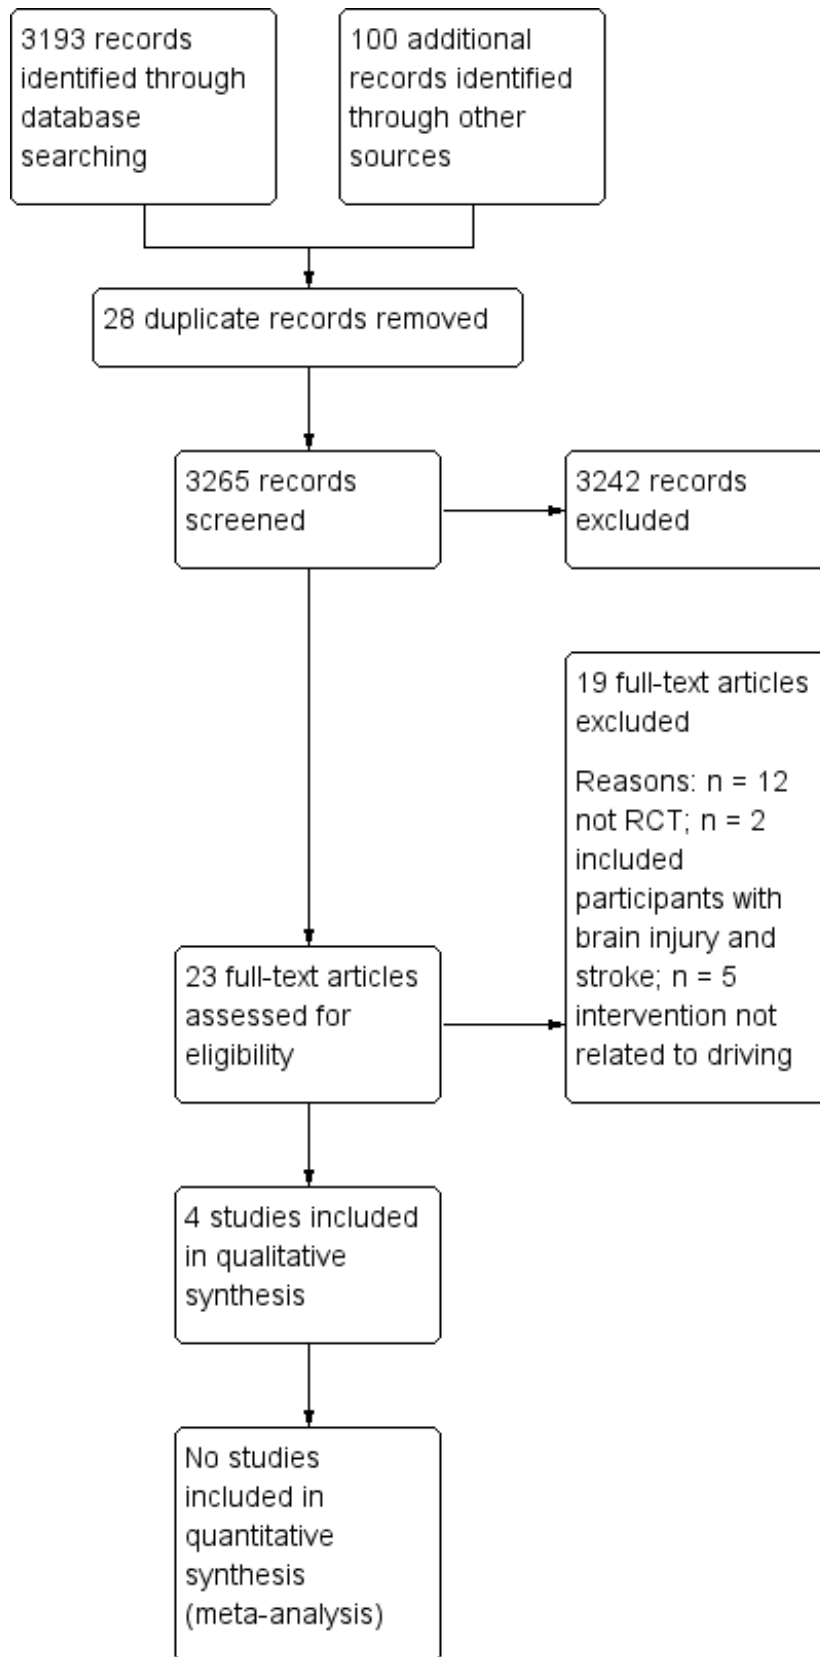 3193 records
identified through
database
searching
100 additional
records identified
through other
sources
28 duplicate records removed
3265 records
screened
3242 records
excluded
19 full-text articles
excluded
Reasons: n = 12
not RCT; n = 2
included
participants with
brain injury and
stroke; n = 5
intervention not
related to driving
23 full-text articles
assessed for
eligibility
4 studies included
in qualitative
synthesis
No studies
included in
quantitative
synthesis
(meta-analysis)